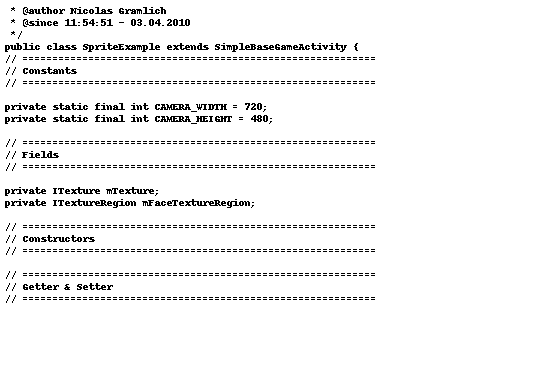 * @author Nicolas Gramlich
* @since 11:54:51 - 03.04.2010
*/
public class SpriteExample extends SimpleBaseGameActivity {
// ===========================================================
// Constants
// ===========================================================
private static final int CAMERA_WIDTH = 720;
private static final int CAMERA_HEIGHT = 480;
// ===========================================================
// Fields
// ===========================================================
private ITexture mTexture;
private ITextureRegion mFaceTextureRegion;
// ===========================================================
// Constructors
// ===========================================================
// ===========================================================
// Getter & Setter
// ===========================================================